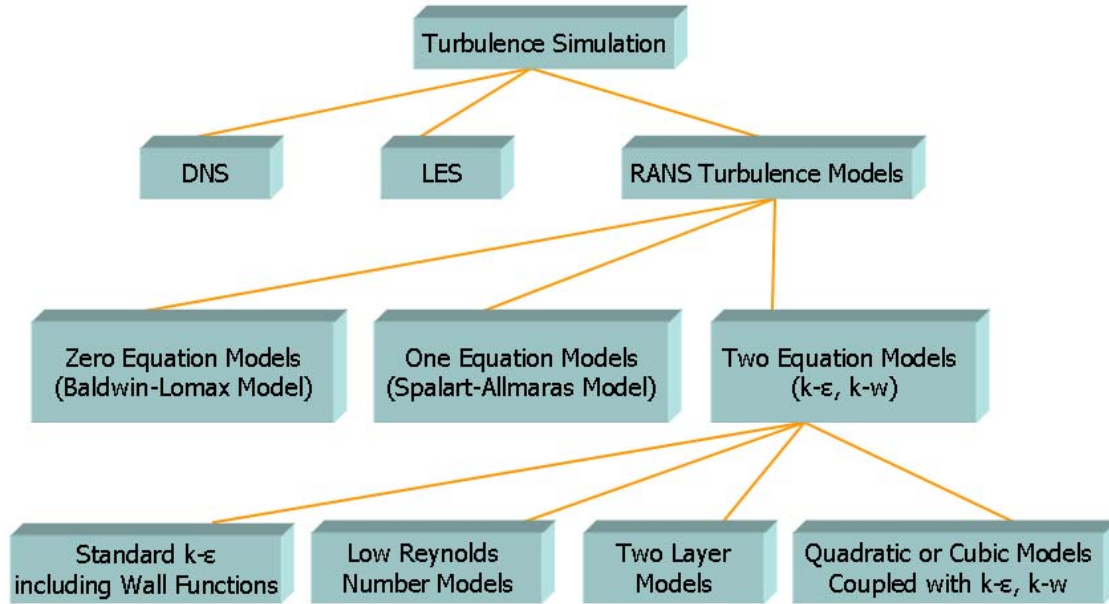 Turbulence Simulation
DNS
LES
RANS Turbulence Models
Zero Equation Models
(Baldwin-Lomax Model)
One Equation Models
(Spalart-Allmaras Model)
Two Equation Models
(k-ε, k-w)
Standard k-ε
including Wall Functions
Low Reynolds
Number Models
Two Layer
Models
Quadratic or Cubic Models
Coupled with k-ε, k-w